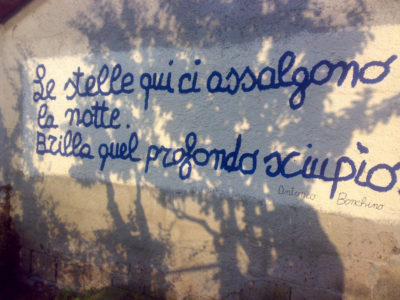 Le stelle qui ci assalgono
la notte.
Brilla quel profondo sciupio.
Antonio Bonchino